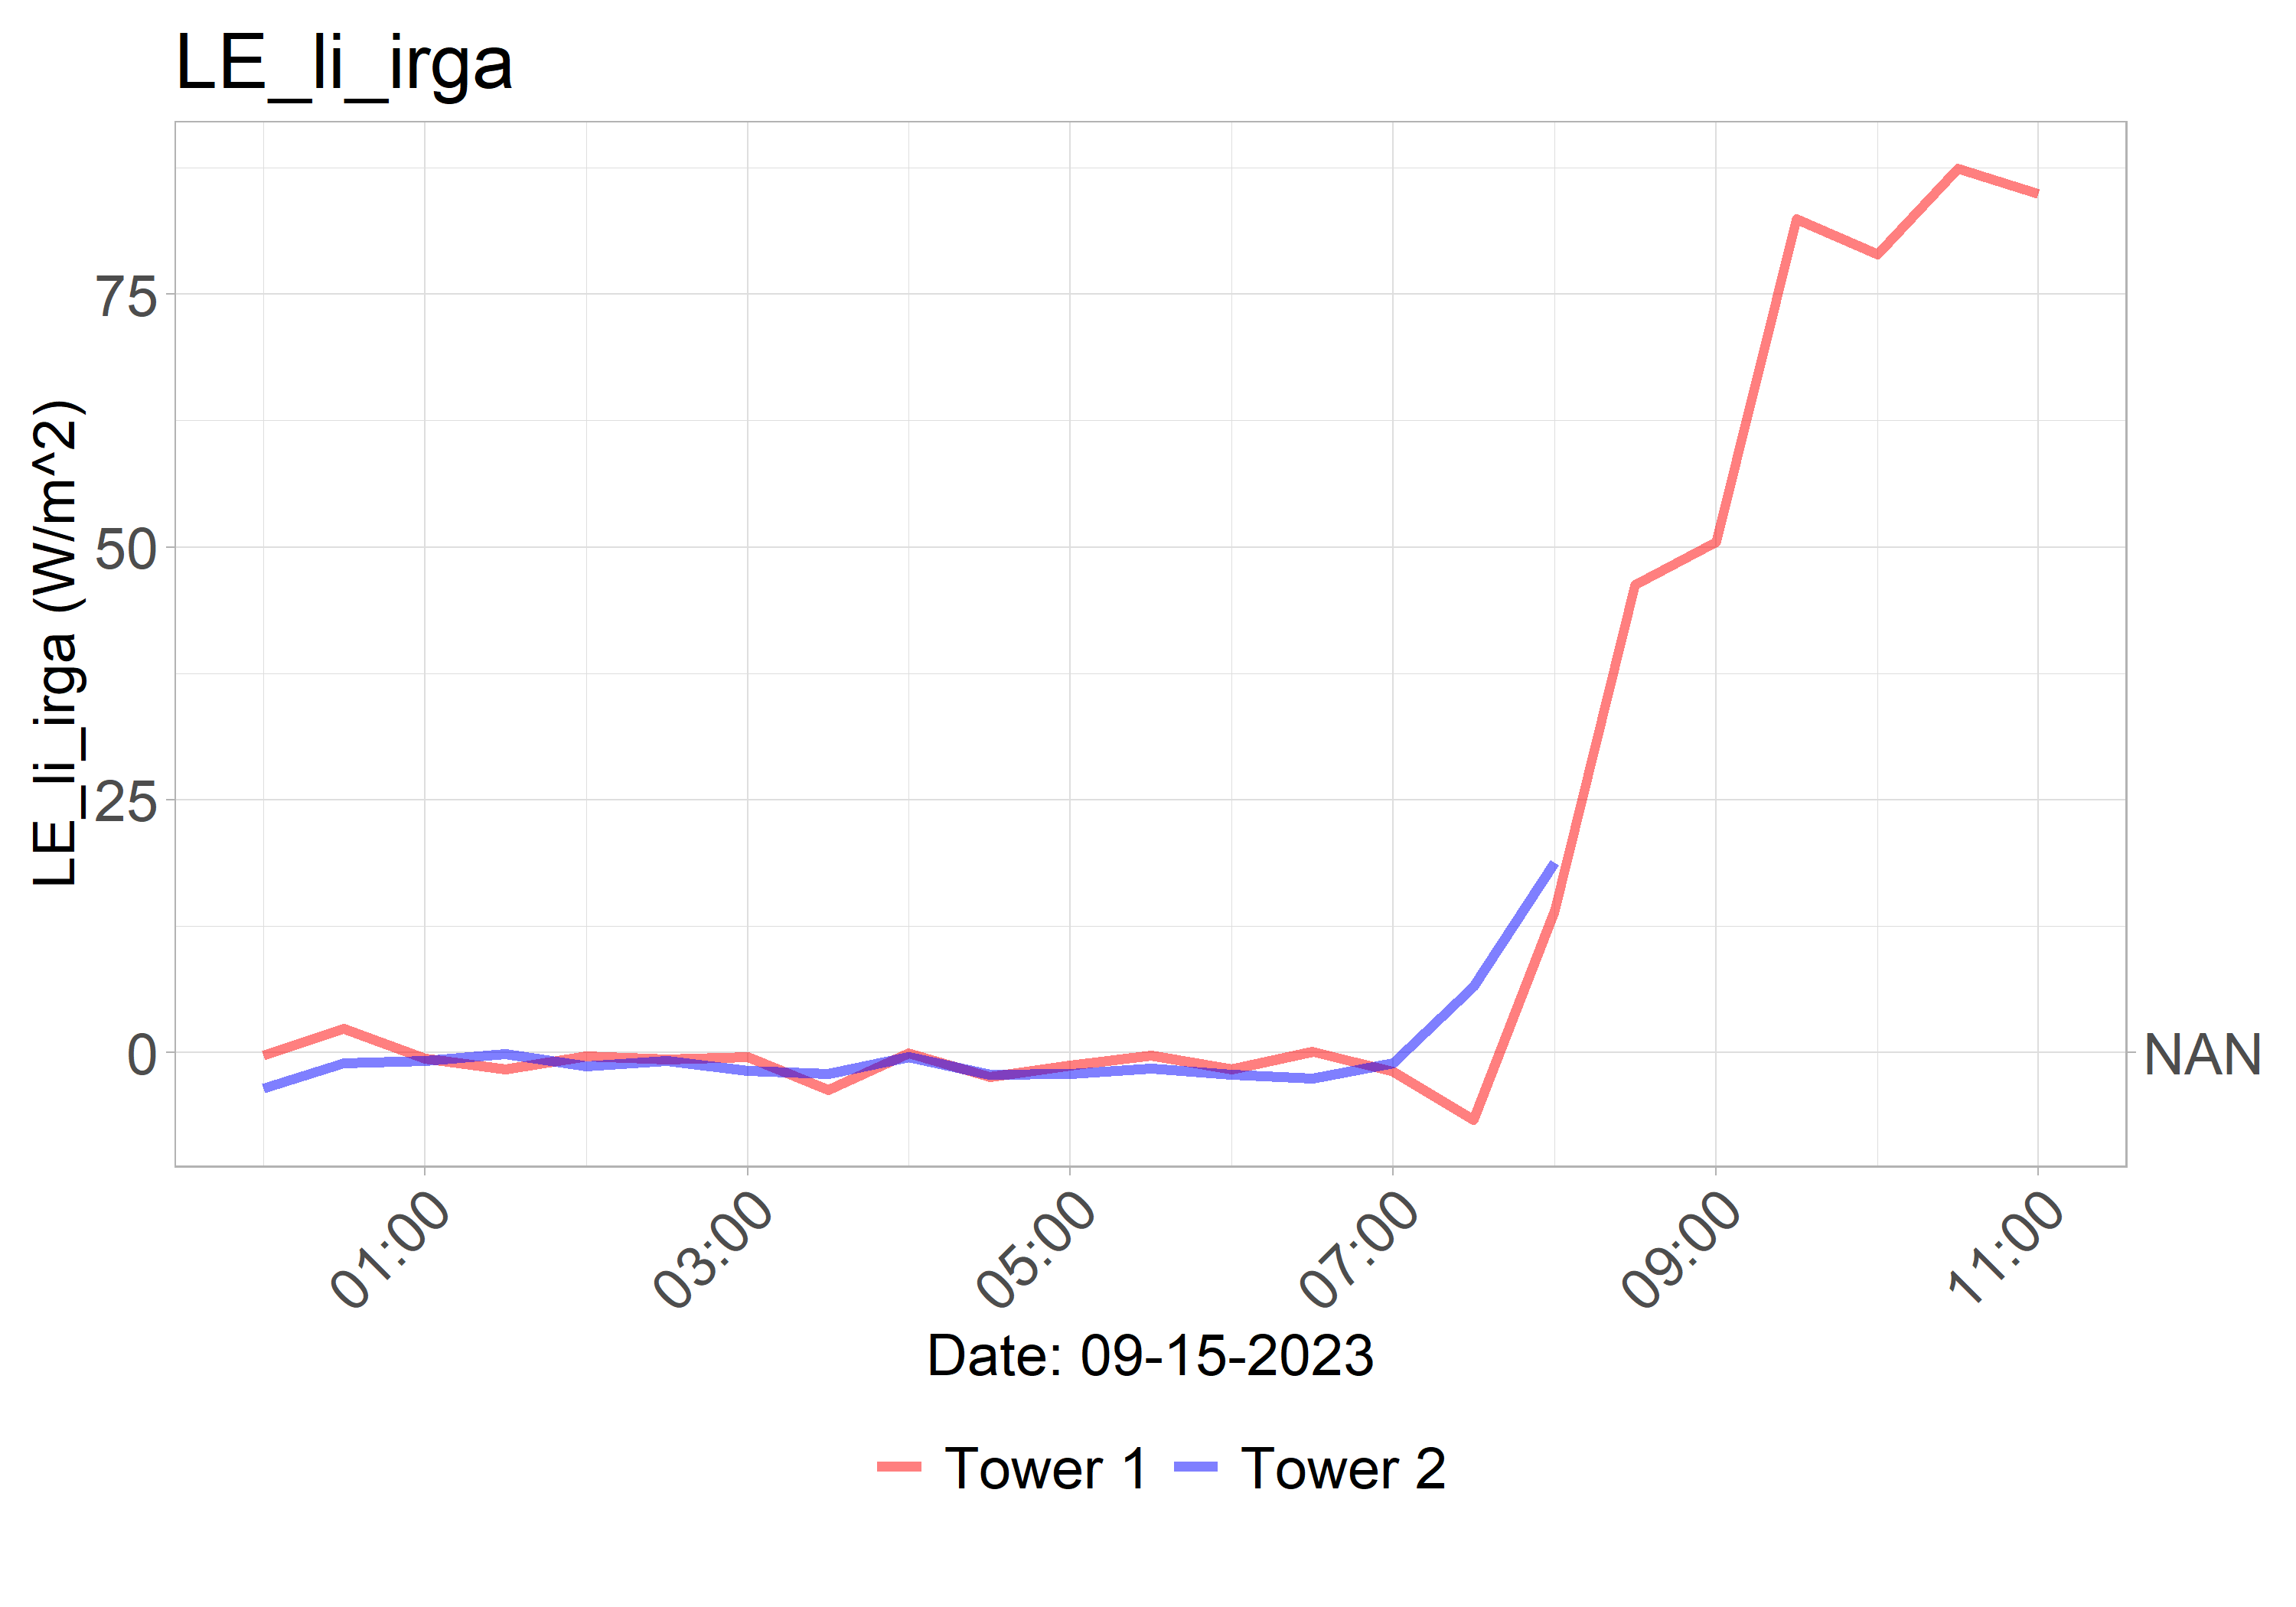 LE_li_irga
LE_li_irga (W/m^2)
75
50
25
0
NAN
01:00
03:00
05:00
07:00
09:00
11:00
Date: 09-15-2023
Tower 1
Tower 2